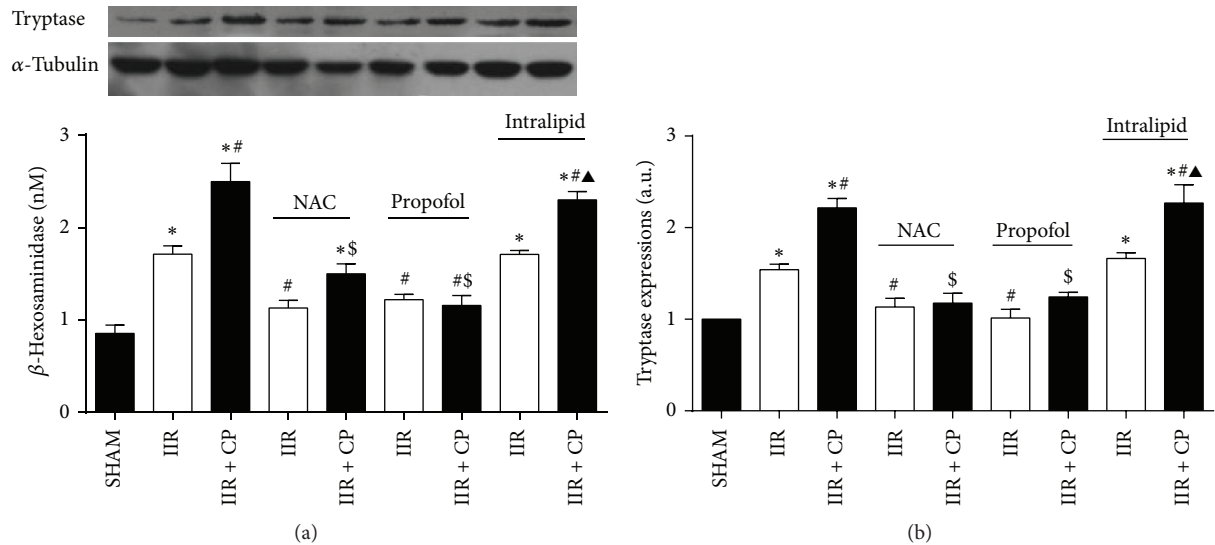 Tryptase
α-Tubulin
β-Hexosaminidase (nM)
3
2
1
0
*
*#
NAC
#
*$
Propofol
#
#$
Intralipid
*
*#▲
SHAM
IIR
IIR + CP
IIR
IIR + CP
IIR
IIR + CP
IIR
IIR + CP
(a)
Tryptase expressions (a.u.)
3
2
1
0
*
*#
NAC
#
$
Propofol
#
$
Intralipid
*
*#▲
SHAM
IIR
IIR + CP
IIR
IIR + CP
IIR
IIR + CP
IIR
IIR + CP
(b)